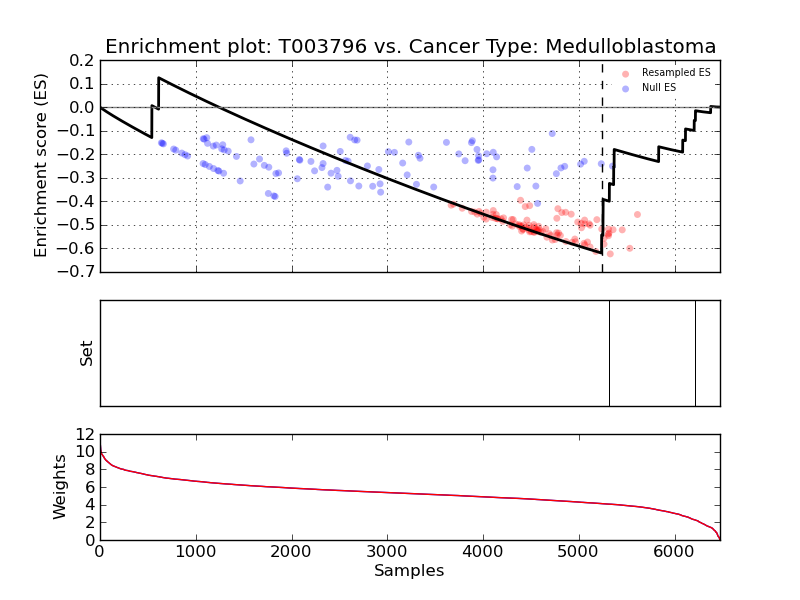 Enrichment plot: T003796 vs. Cancer Type: Medulloblastoma
Enrichment score (ES)
0.2
0.1
0.0
−0.1
−0.2
−0.3
−0.4
−0.5
−0.6
−0.7
Resampled ES
Null ES
Set
Weights
12
10
8
6
4
2
0
0 1000 2000 3000 4000 5000 6000
Samples